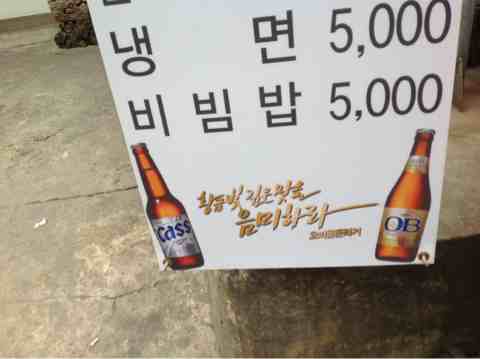 냉 면 5,000
비 빔 밥 5,000
황금빛 깊은맛을
음미하라
Cass
OB